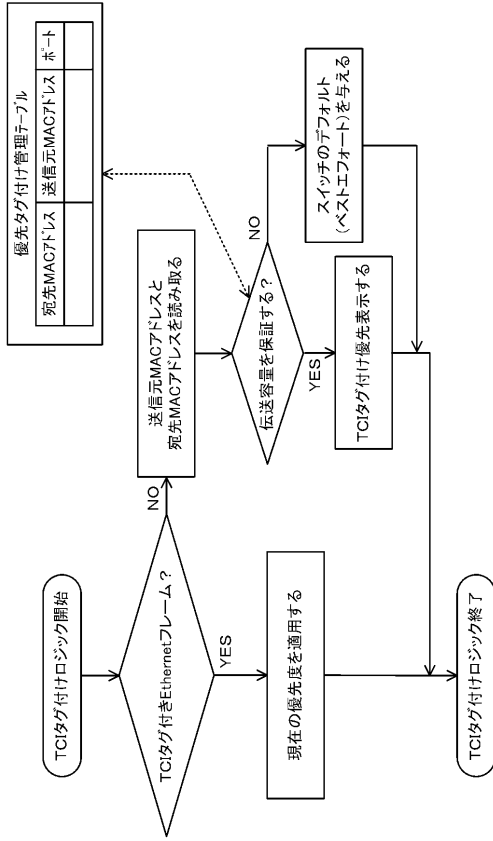 優先タグ付け管理テーブル
宛先MACアドレス
送信元MACアドレス
ポート
TCIタグ付けロジック開始
TCIタグ付きEthernetフレーム？
NO
YES
送信元MACアドレスと
宛先MACアドレスを読み取る
現在の優先度を適用する
伝送容量を保証する？
NO
YES
スイッチのデフォルト
(ベストエフォート)を与える
TCIタグ付け優先表示する
TCIタグ付けロジック終了